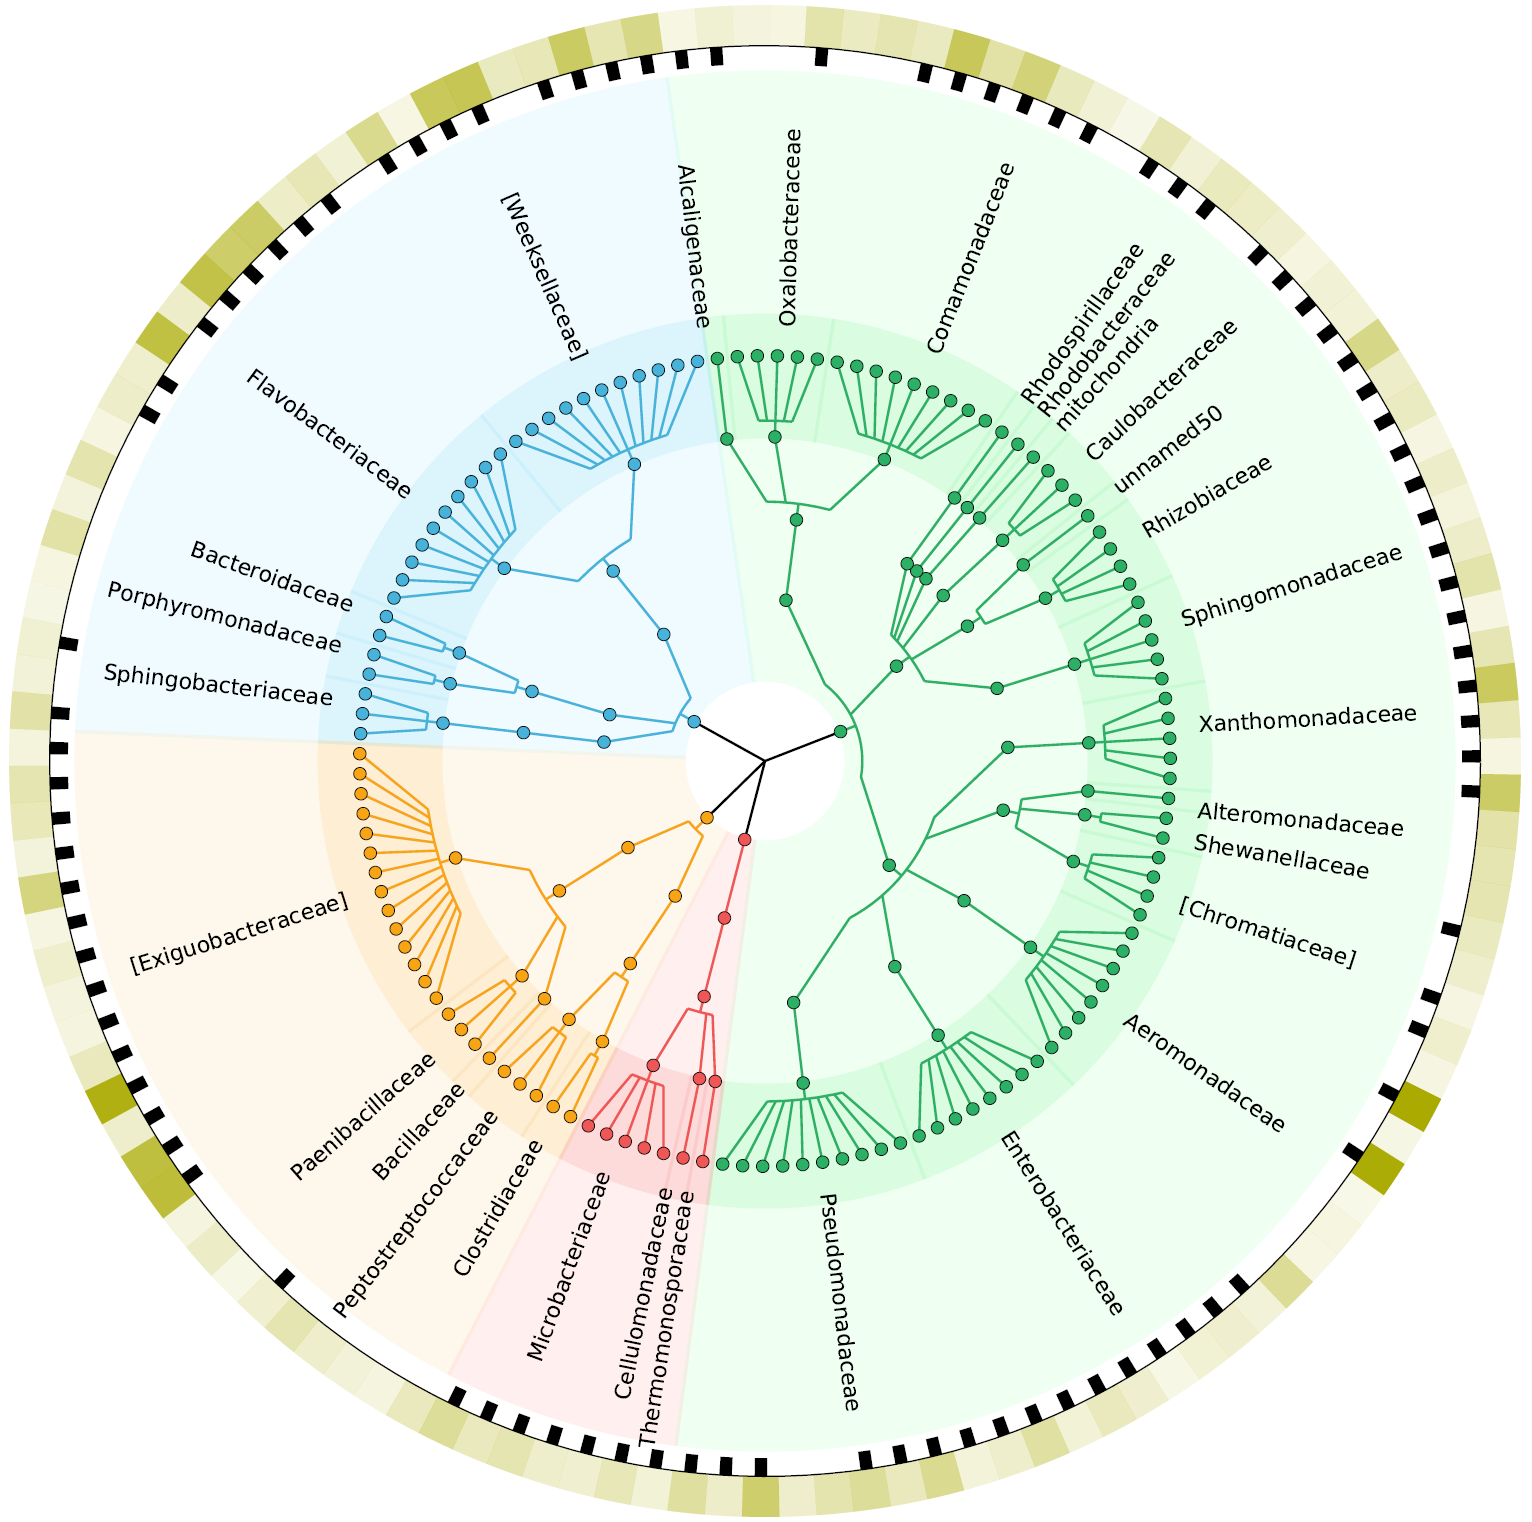 Alcaligenaceae
Oxalobacteraceae
Comamonadaceae
Rhodospirillaceae
Rhodobacteraceae
mitochondria
Caulobacteraceae
unnamed50
Rhizobiaceae
Sphingomonadaceae
Xanthomonadaceae
Alteromonadaceae
Shewanellaceae
[Chromatiaceae]
Aeromonadaceae
Enterobacteriaceae
Pseudomonadaceae
Thermomonosporaceae
Cellulomonadaceae
Microbacteriaceae
Clostridiaceae
Peptostreptococcaceae
Bacillaceae
Paenibacillaceae
[Exiguobacteraceae]
Sphingobacteriaceae
Porphyromonadaceae
Bacteroidaceae
Flavobacteriaceae
[Weeksellaceae]